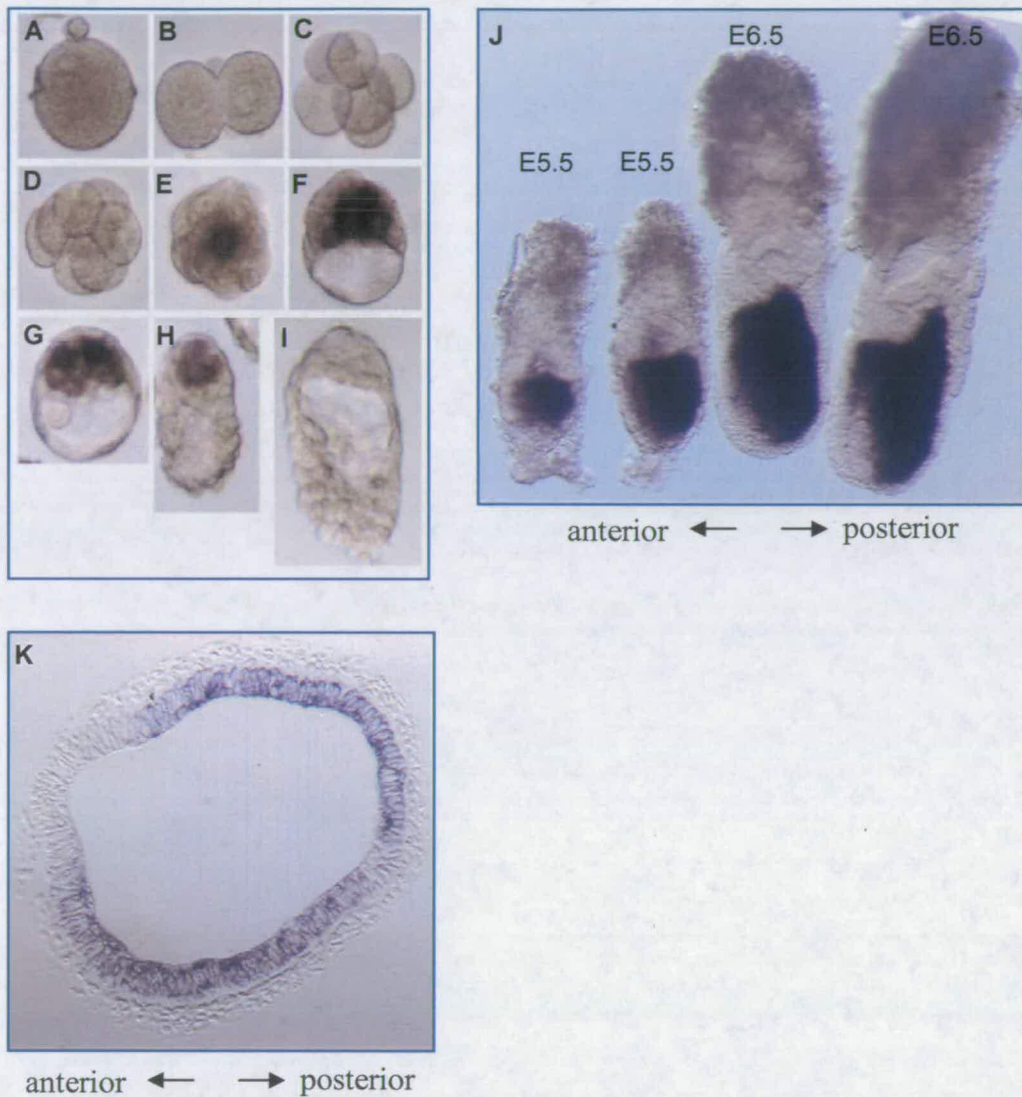 A B C
D E F
G H I
J
E5.5 E5.5 E6.5 E6.5
anterior ← → posterior
K
anterior ← → posterior